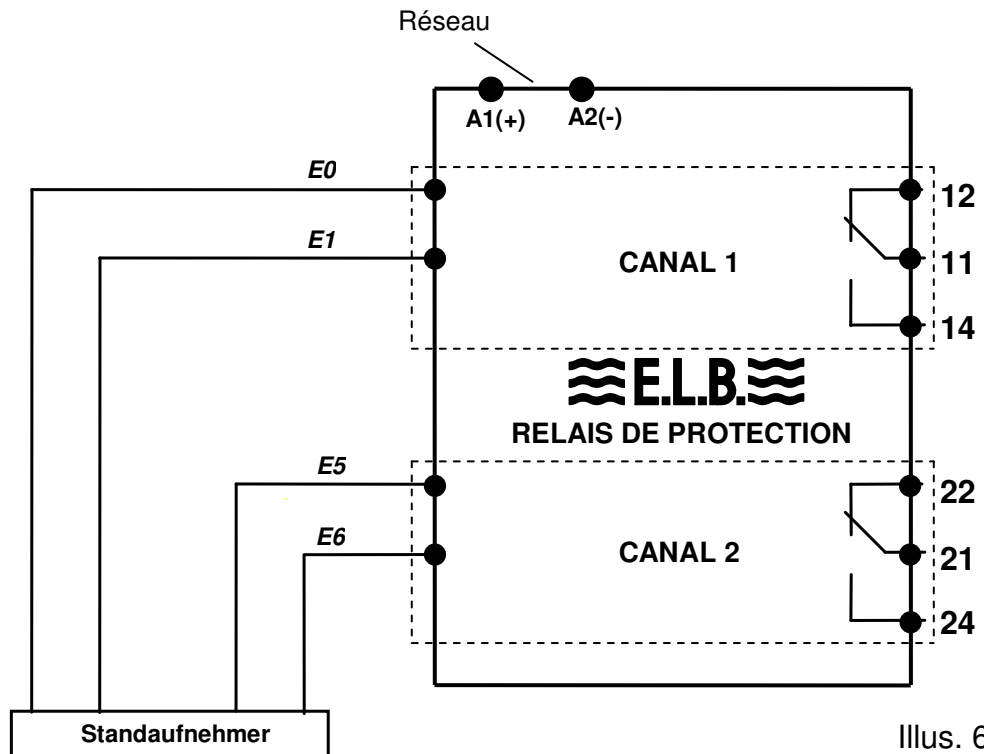 Réseau
A1(+) A2(-)
E0
12
E1
CANAL 1
11
14
E.L.B.
RELAIS DE PROTECTION
E5
22
E6
CANAL 2
21
24
Standaufnehmer
Illus. 6